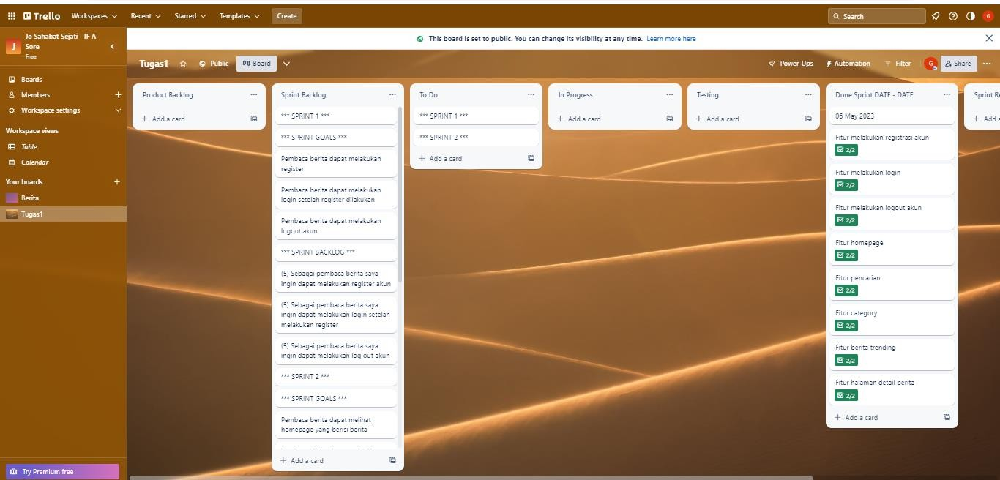 Trello
Workspaces
Recent
Starred
Templates
Create
Search
G
J
Jo Sahabat Sejati - IF A
Sore
Free
This board is set to public. You can change its visibility at any time. Learn more here
Boards
Members
Workspace settings
Workspace views
Table
Calendar
Your boards
Berita
Tugas1
Try Premium free
Tugas1
Public
Board
Power-Ups
Automation
Filter
G
Share
Product Backlog
Add a card
Sprint Backlog
*** SPRINT 1 ***
*** SPRINT GOALS ***
Pembaca berita dapat melakukan
register
Pembaca berita dapat melakukan
login setelah register dilakukan
Pembaca berita dapat melakukan
logout akun
*** SPRINT BACKLOG ***
(5) Sebagai pembaca berita saya
ingin dapat melakukan register akun
(5) Sebagai pembaca berita saya
ingin dapat melakukan login setelah
melakukan register
(5) Sebagai pembaca berita saya
ingin dapat melakukan log out akun
*** SPRINT 2 ***
*** SPRINT GOALS ***
Pembaca berita dapat melihat
homepage yang berisi berita
Add a card
To Do
*** SPRINT 1 ***
*** SPRINT 2 ***
Add a card
In Progress
Add a card
Testing
Add a card
Done Sprint DATE - DATE
06 May 2023
Fitur melakukan registrasi akun
2/2
Fitur melakukan login
2/2
Fitur melakukan logout akun
2/2
Fitur homepage
2/2
Fitur pencarian
2/2
Fitur category
2/2
Fitur berita trending
2/2
Fitur halaman detail berita
2/2
Add a card
Sprint Re
Add a